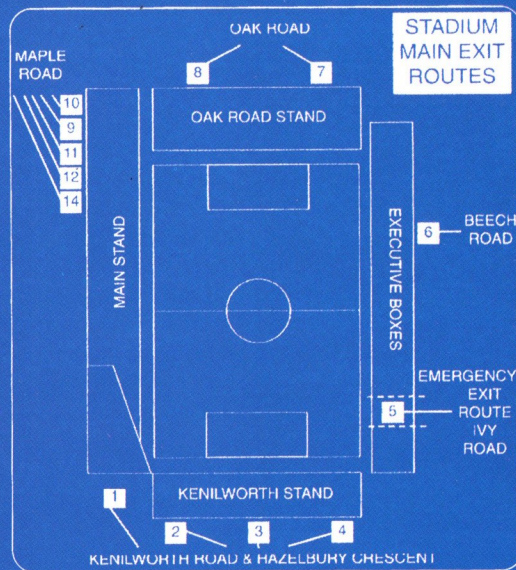 OAK ROAD
STADIUM
MAIN EXIT
ROUTES
MAPLE
ROAD
8
7
10
9
11
12
14
OAK ROAD STAND
MAIN STAND
EXECUTIVE BOXES
6
BEECH
ROAD
EMERGENCY
EXIT
ROUTE
IVY
ROAD
5
KENILWORTH STAND
1
2
3
4
KENILWORTH ROAD & HAZELBURY CRESCENT